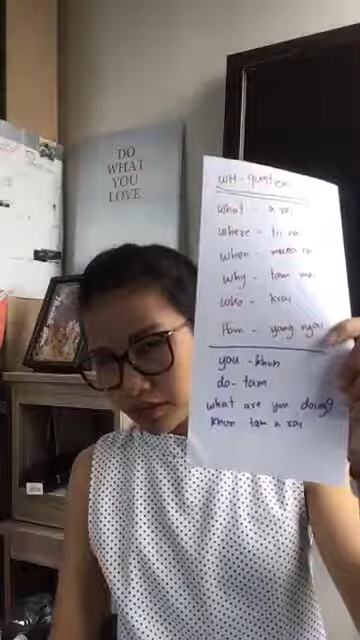 DO
WHAT
YOU
LOVE
WH-question
what - a rai
where - ti nai
when - muea rai
why - tam mai
who - krai
How - yang ngai
you - khun
do - tam
what are you doing?
khun tam a rai